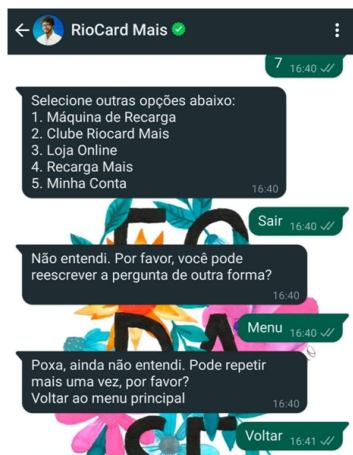 RioCard Mais
7 16:40
Selecione outras opções abaixo:
1. Máquina de Recarga
2. Clube Riocard Mais
3. Loja Online
4. Recarga Mais
5. Minha Conta
16:40
Sair 16:40
Não entendi. Por favor, você pode
reescrever a pergunta de outra forma?
16:40
Menu 16:40
Poxa, ainda não entendi. Pode repetir
mais uma vez, por favor?
Voltar ao menu principal
16:40
Voltar 16:41